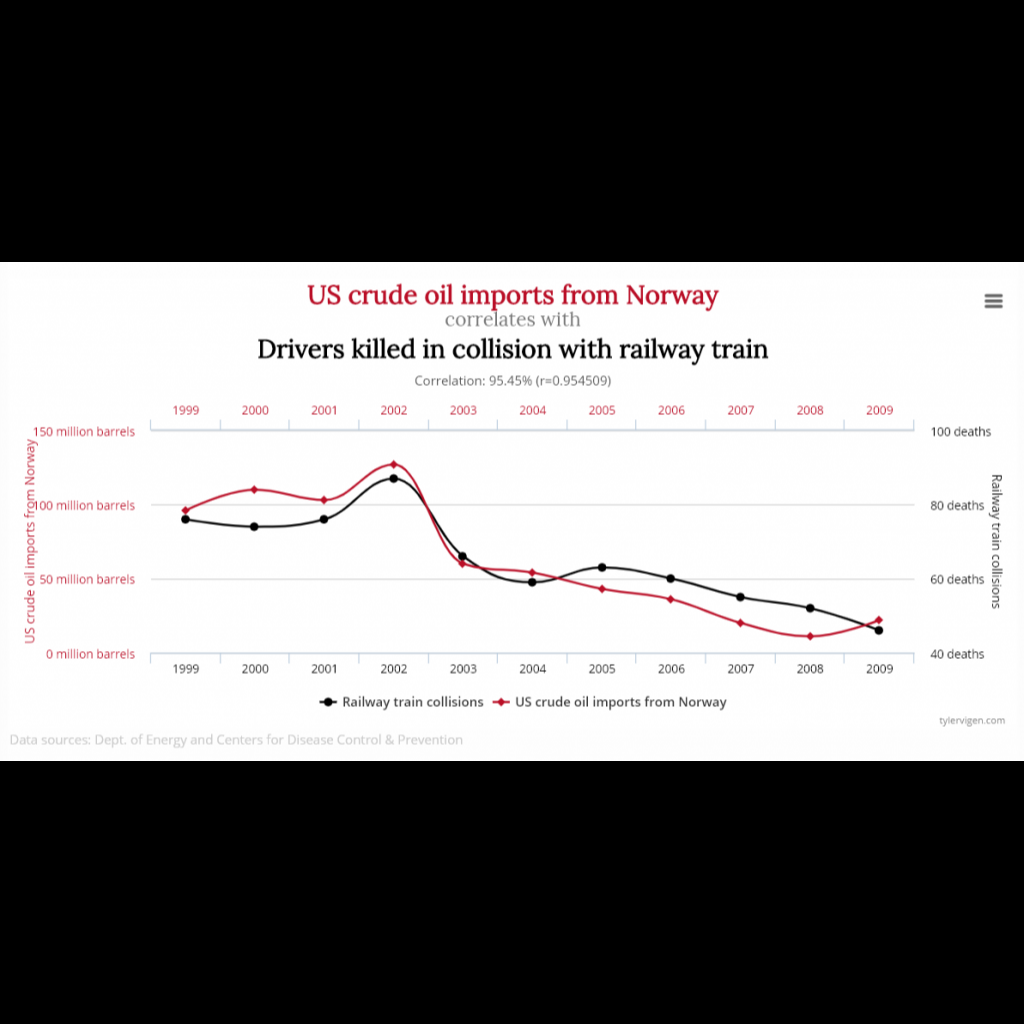 US crude oil imports from Norway
correlates with
Drivers killed in collision with railway train
Correlation: 95.45% (r=0.954509)
1999 2000 2001 2002 2003 2004 2005 2006 2007 2008 2009
150 million barrels
100 million barrels
50 million barrels
0 million barrels
US crude oil imports from Norway
100 deaths
80 deaths
60 deaths
40 deaths
Railway train collisions
1999 2000 2001 2002 2003 2004 2005 2006 2007 2008 2009
Railway train collisions US crude oil imports from Norway
tylervigen.com
Data sources: Dept. of Energy and Centers for Disease Control & Prevention